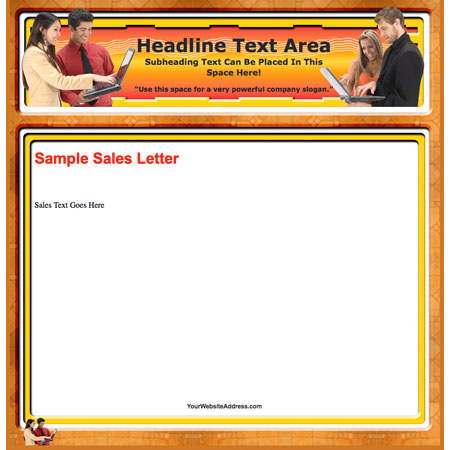 Headline Text Area
Subheading Text Can Be Placed In This
Space Here!
"Use this space for a very powerful company slogan."
Sample Sales Letter
Sales Text Goes Here
YourWebsiteAddress.com